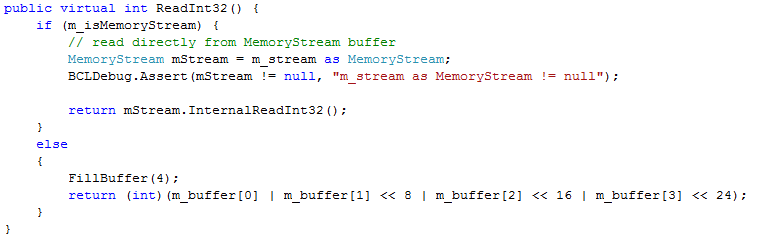 public virtual int ReadInt32() {
if (m_isMemoryStream) {
// read directly from MemoryStream buffer
MemoryStream mStream = m_stream as MemoryStream;
BCLDebug.Assert(mStream != null, "m_stream as MemoryStream != null");
return mStream.InternalReadInt32();
}
else
{
FillBuffer(4);
return (int)(m_buffer[0] | m_buffer[1] << 8 | m_buffer[2] << 16 | m_buffer[3] << 24);
}
}